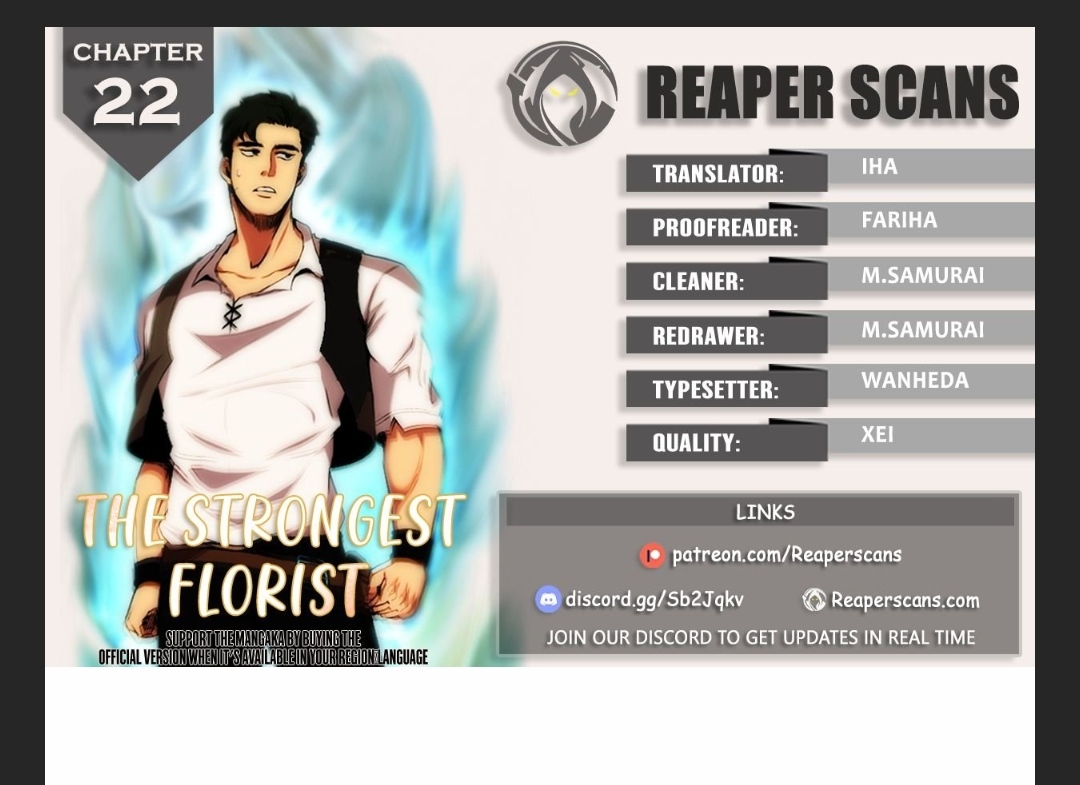 CHAPTER
22
REAPER SCANS
TRANSLATOR: IHA
PROOFREADER: FARIHA
CLEANER: M.SAMURAI
REDRAWER: M.SAMURAI
TYPESETTER: WANHEDA
QUALITY: XEI
THE STRONGEST
FLORIST
SUPPORT THE MANGAKA BY BUYING THE
OFFICIAL VERSION WHEN IT'S AVAILABLE IN YOUR REGION/LANGUAGE
LINKS
patreon.com/Reaperscans
discord.gg/Sb2Jqkv Reaperscans.com
JOIN OUR DISCORD TO GET UPDATES IN REAL TIME